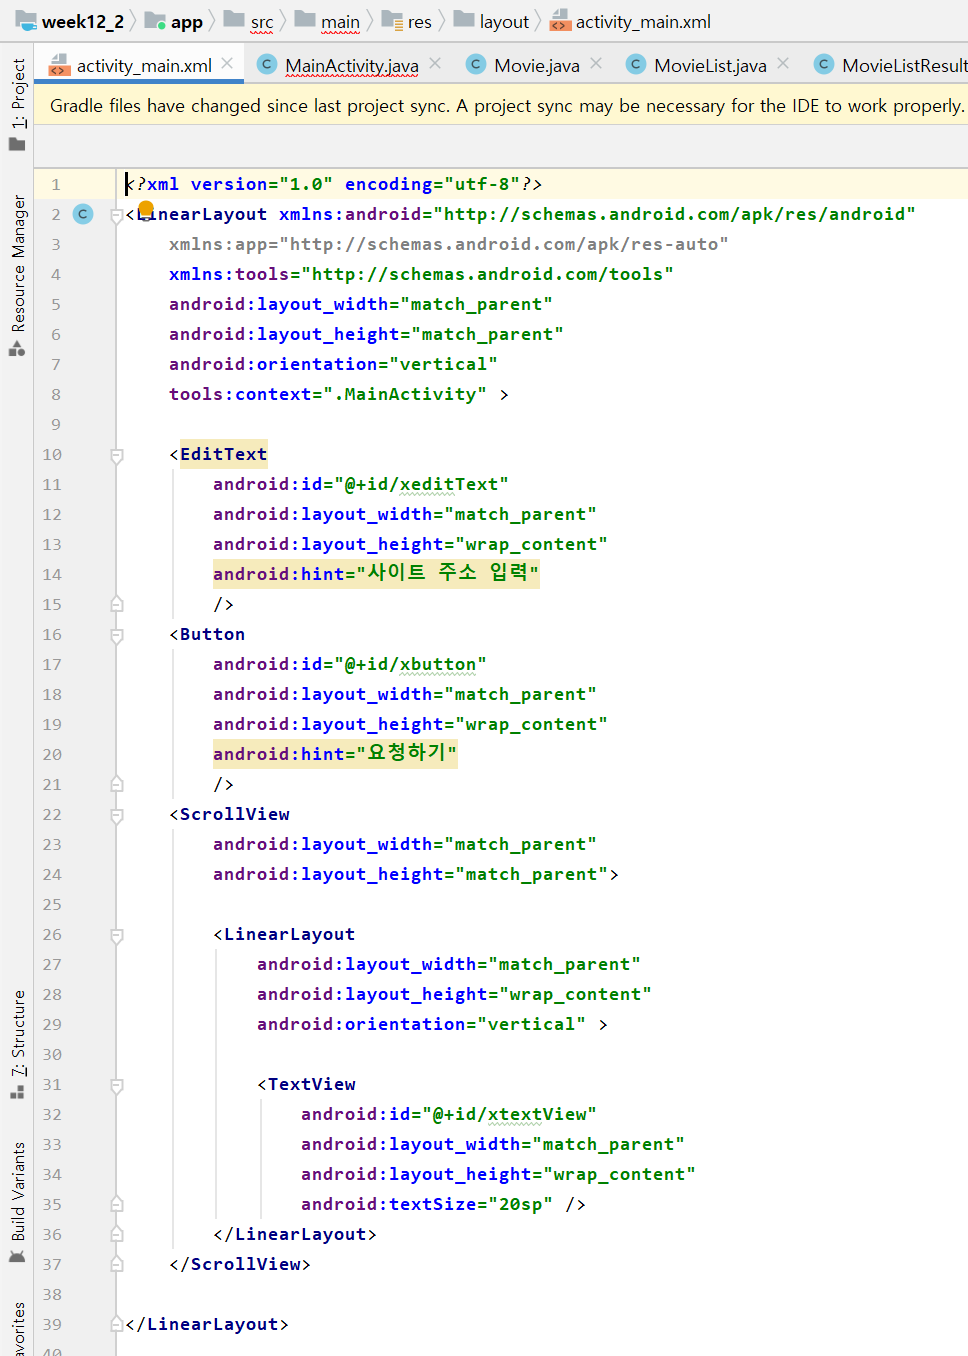 week12_2 app src main res layout activity_main.xml
activity_main.xml MainActivity.java Movie.java MovieList.java MovieListResult
Gradle files have changed since last project sync. A project sync may be necessary for the IDE to work properly.
1: Project
Resource Manager
7: Structure
Build Variants
avorites
1 <?xml version="1.0" encoding="utf-8"?>
2 <LinearLayout xmlns:android="http://schemas.android.com/apk/res/android"
3 xmlns:app="http://schemas.android.com/apk/res-auto"
4 xmlns:tools="http://schemas.android.com/tools"
5 android:layout_width="match_parent"
6 android:layout_height="match_parent"
7 android:orientation="vertical"
8 tools:context=".MainActivity" >
9
10 <EditText
11 android:id="@+id/xeditText"
12 android:layout_width="match_parent"
13 android:layout_height="wrap_content"
14 android:hint="사이트 주소 입력"
15 />
16 <Button
17 android:id="@+id/xbutton"
18 android:layout_width="match_parent"
19 android:layout_height="wrap_content"
20 android:hint="요청하기"
21 />
22 <ScrollView
23 android:layout_width="match_parent"
24 android:layout_height="match_parent">
25
26 <LinearLayout
27 android:layout_width="match_parent"
28 android:layout_height="wrap_content"
29 android:orientation="vertical" >
30
31 <TextView
32 android:id="@+id/xtextView"
33 android:layout_width="match_parent"
34 android:layout_height="wrap_content"
35 android:textSize="20sp" />
36 </LinearLayout>
37 </ScrollView>
38
39 </LinearLayout>
40